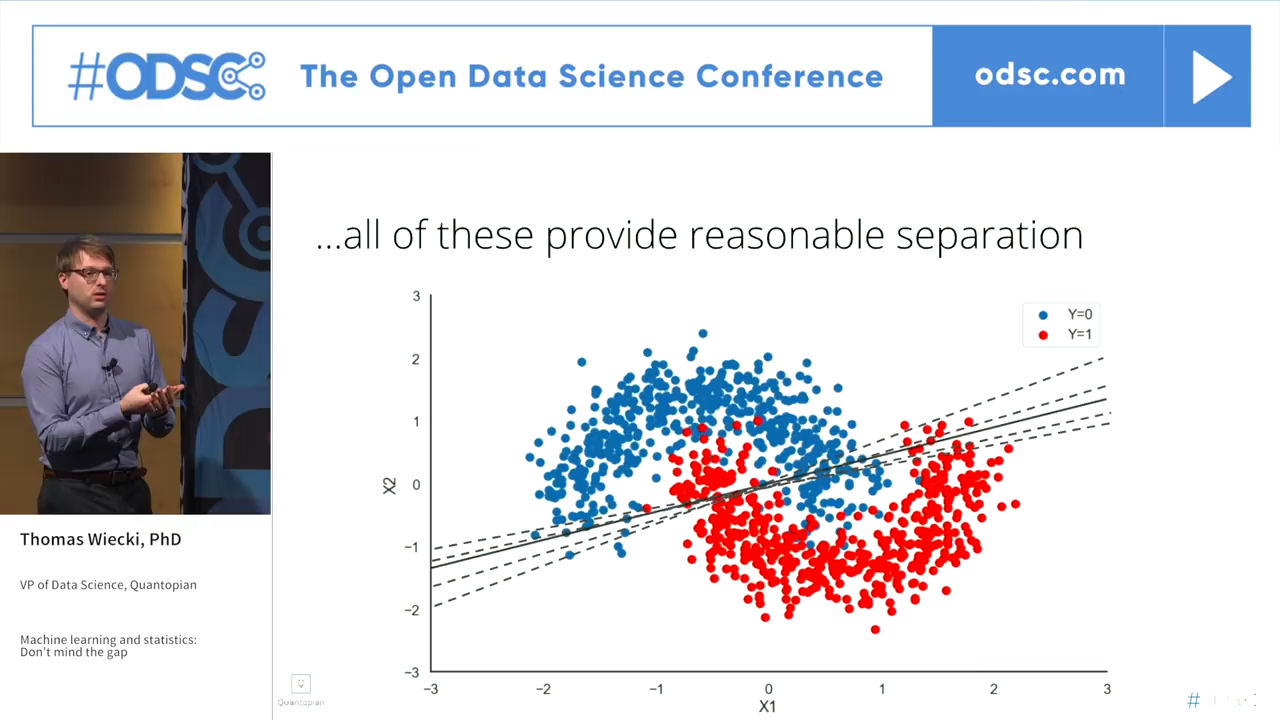 #ODSC
The Open Data Science Conference
odsc.com
...all of these provide reasonable separation
Y=0
Y=1
3
2
1
0
−1
−2
−3
X2
−3
−2
−1
0
1
2
3
X1
Thomas Wiecki, PhD
VP of Data Science, Quantopian
Machine learning and statistics:
Don't mind the gap
Quantopian
#